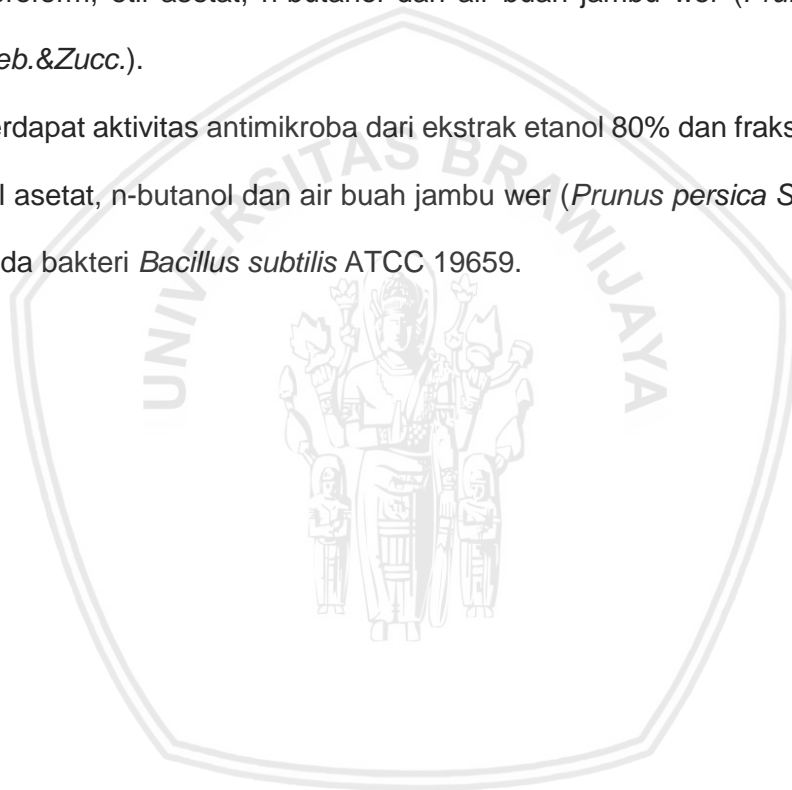 etil asetat, n-butanol dan air buah jambu wer (
eb.&Zucc.).
erdapat aktivitas antimikroba dari ekstrak etanol 80% dan fraks
l asetat, n-butanol dan air buah jambu wer (Prunus persica S
da bakteri Bacillus subtilis ATCC 19659.
UNIVERSITAS BRAWIJAYA